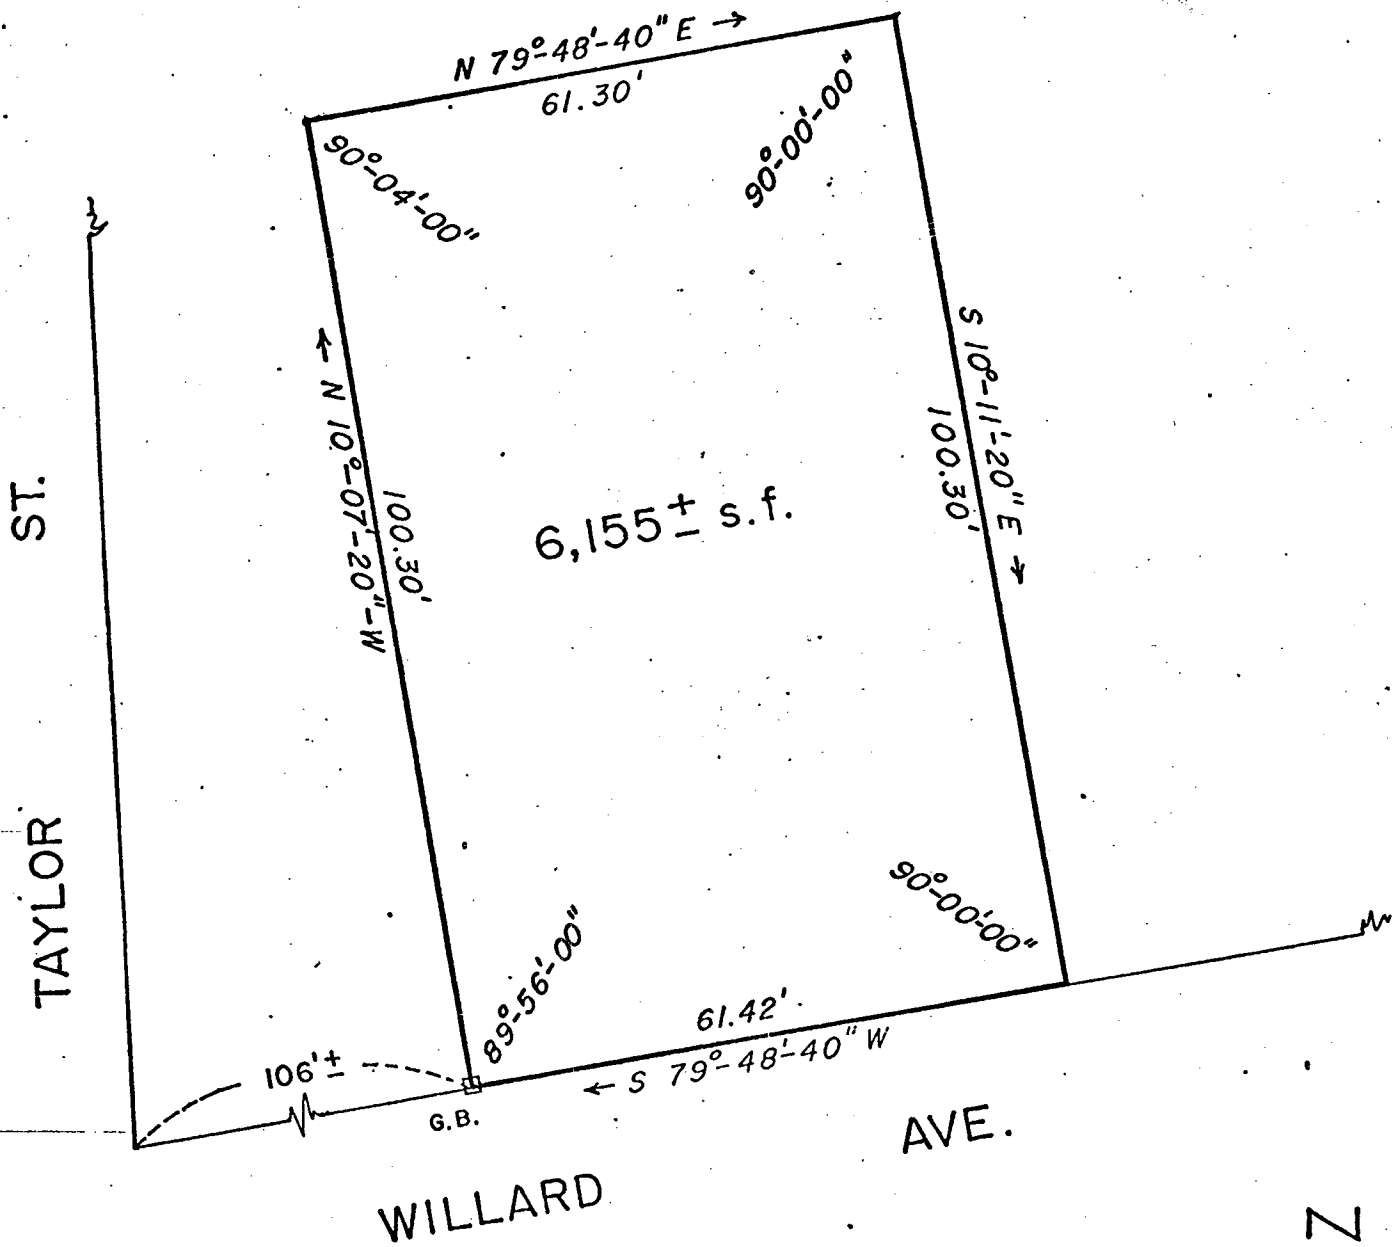 N 79°-48'-40" E →
61.30'
90°-04'-00"
90°-00'-00"
← N 10°-07'-20"-W
100.30'
S 10°-11'-20" E →
100.30'
6,155± s.f.
TAYLOR ST.
89°-56'-00"
90°-00'-00"
61.42'
← S 79°-48'-40" W
106'±
G.B.
WILLARD AVE.
N